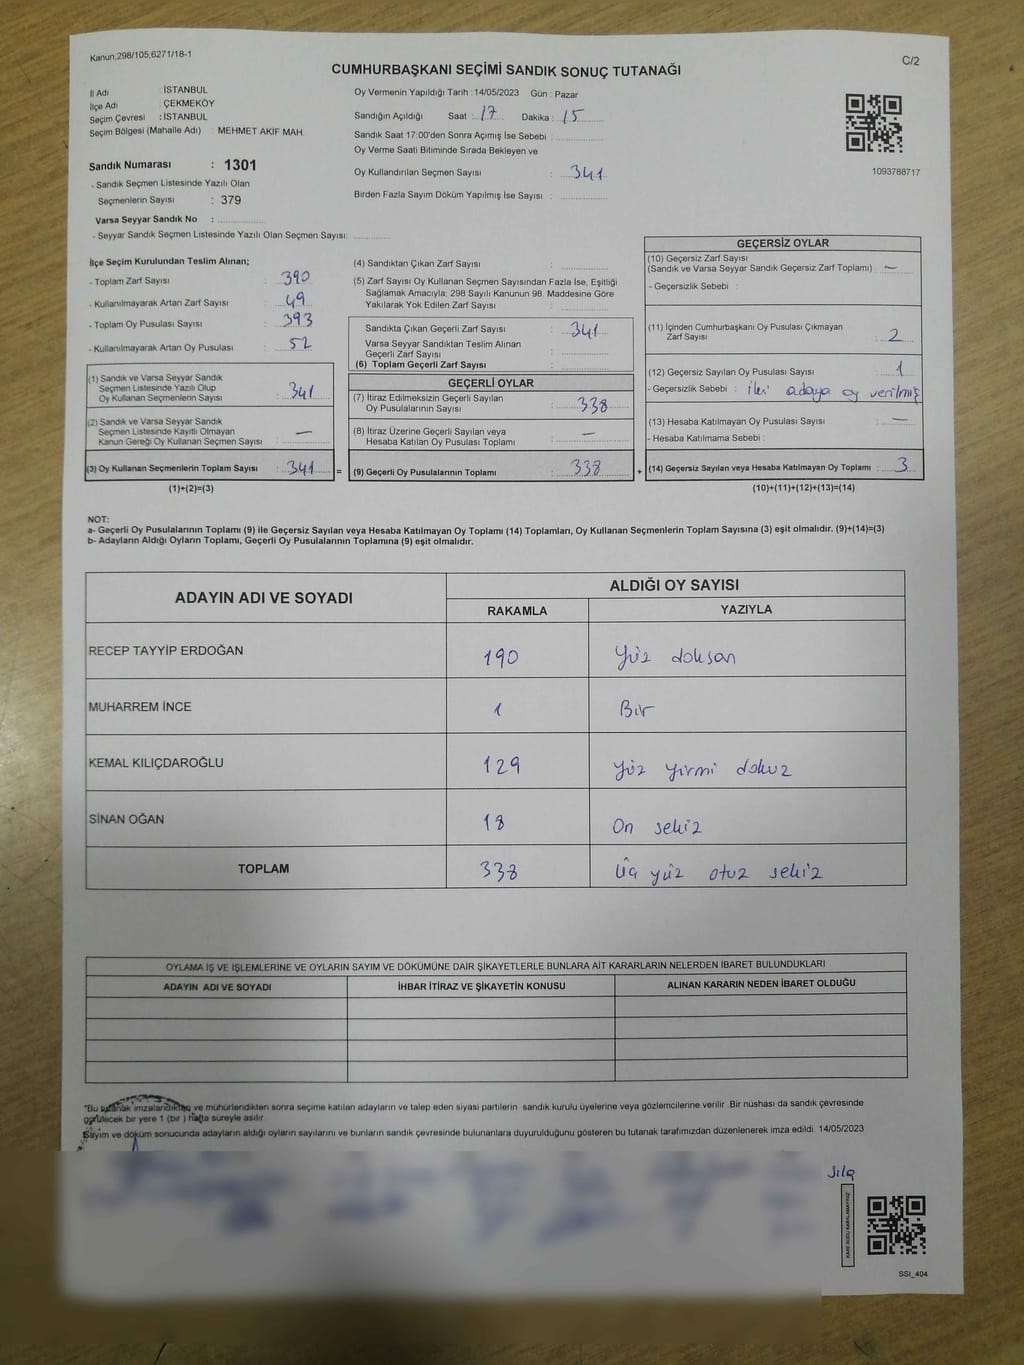 Kanun,298/105,6271/18-1
C/2
CUMHURBAŞKANI SEÇİMİ SANDIK SONUÇ TUTANAĞI
İl Adı : İSTANBUL
İlçe Adı : ÇEKMEKÖY
Seçim Çevresi : İSTANBUL
Seçim Bölgesi (Mahalle Adı) : MEHMET AKİF MAH.
Sandık Numarası : 1301
- Sandık Seçmen Listesinde Yazılı Olan
Seçmenlerin Sayısı : 379
Varsa Seyyar Sandık No : ..............
- Seyyar Sandık Seçmen Listesinde Yazılı Olan Seçmen Sayısı: ..............
Oy Vermenin Yapıldığı Tarih :14/05/2023 Gün : Pazar
Sandığın Açıldığı Saat : 17 Dakika : 15
Sandık Saat 17:00'den Sonra Açımış İse Sebebi : ..............
Oy Verme Saati Bitiminde Sırada Bekleyen ve
Oy Kullandırılan Seçmen Sayısı : 341
Birden Fazla Sayım Döküm Yapılmış İse Sayısı : ..............
1093788717
İlçe Seçim Kurulundan Teslim Alınan;
- Toplam Zarf Sayısı : 390
- Kullanılmayarak Artan Zarf Sayısı : 49
- Toplam Oy Pusulası Sayısı : 393
- Kullanılmayarak Artan Oy Pusulası : 52
(1) Sandık ve Varsa Seyyar Sandık
Seçmen Listesinde Yazılı Olup
Oy Kullanan Seçmenlerin Sayısı : 341
(2) Sandık ve Varsa Seyyar Sandık
Seçmen Listesinde Kayıtlı Olmayan
Kanun Gereği Oy Kullanan Seçmen Sayısı : —
(3) Oy Kullanan Seçmenlerin Toplam Sayısı : 341 =
(1)+(2)=(3)
(4) Sandıktan Çıkan Zarf Sayısı : ..............
(5) Zarf Sayısı Oy Kullanan Seçmen Sayısından Fazla İse, Eşitliği
Sağlamak Amacıyla, 298 Sayılı Kanunun 98. Maddesine Göre
Yakılarak Yok Edilen Zarf Sayısı : ..............
Sandıkta Çıkan Geçerli Zarf Sayısı : 341
Varsa Seyyar Sandıktan Teslim Alınan
Geçerli Zarf Sayısı : ..............
(6) Toplam Geçerli Zarf Sayısı : ..............
GEÇERLİ OYLAR
(7) İtiraz Edilmeksizin Geçerli Sayılan
Oy Pusulalarının Sayısı : 338
(8) İtiraz Üzerine Geçerli Sayılan veya
Hesaba Katılan Oy Pusulası Toplamı : —
(9) Geçerli Oy Pusulalarının Toplamı : 338 +
GEÇERSİZ OYLAR
(10) Geçersiz Zarf Sayısı
(Sandık ve Varsa Seyyar Sandık Geçersiz Zarf Toplamı) : —
- Geçersizlik Sebebi :
(11) İçinden Cumhurbaşkanı Oy Pusulası Çıkmayan
Zarf Sayısı : 2
(12) Geçersiz Sayılan Oy Pusulası Sayısı : 1
- Geçersizlik Sebebi : iki adaya oy verilmiş
(13) Hesaba Katılmayan Oy Pusulası Sayısı : —
- Hesaba Katılmama Sebebi :
(14) Geçersiz Sayılan veya Hesaba Katılmayan Oy Toplamı : 3
(10)+(11)+(12)+(13)=(14)
NOT:
a- Geçerli Oy Pusulalarının Toplamı (9) ile Geçersiz Sayılan veya Hesaba Katılmayan Oy Toplamı (14) Toplamları, Oy Kullanan Seçmenlerin Toplam Sayısına (3) eşit olmalıdır. (9)+(14)=(3)
b- Adayların Aldığı Oyların Toplamı, Geçerli Oy Pusulalarının Toplamına (9) eşit olmalıdır.
ADAYIN ADI VE SOYADI
ALDIĞI OY SAYISI
RAKAMLA YAZIYLA
RECEP TAYYİP ERDOĞAN 190 Yüz doksan
MUHARREM İNCE 1 Bir
KEMAL KILIÇDAROĞLU 129 yüz yirmi dokuz
SİNAN OĞAN 18 On sekiz
TOPLAM 338 Üç yüz otuz sekiz
OYLAMA İŞ VE İŞLEMLERİNE VE OYLARIN SAYIM VE DÖKÜMÜNE DAİR ŞİKAYETLERLE BUNLARA AİT KARARLARIN NELERDEN İBARET BULUNDUKLARI
ADAYIN ADI VE SOYADI İHBAR İTİRAZ VE ŞİKAYETİN KONUSU ALINAN KARARIN NEDEN İBARET OLDUĞU
"Bu tutanak imzalandıktan ve mühürlendikten sonra seçime katılan adayların ve talep eden siyasi partilerin sandık kurulu üyelerine veya gözlemcilerine verilir .Bir nüshası da sandık çevresinde
görülecek bir yere 1 (bir ) hafta süreyle asılır.
Sayım ve döküm sonucunda adayların aldığı oyların sayılarını ve bunların sandık çevresinde bulunanlara duyurulduğunu gösteren bu tutanak tarafımızdan düzenlenerek imza edildi. 14/05/2023
KARE KODU KARALAMAYINIZ!
SSI_404